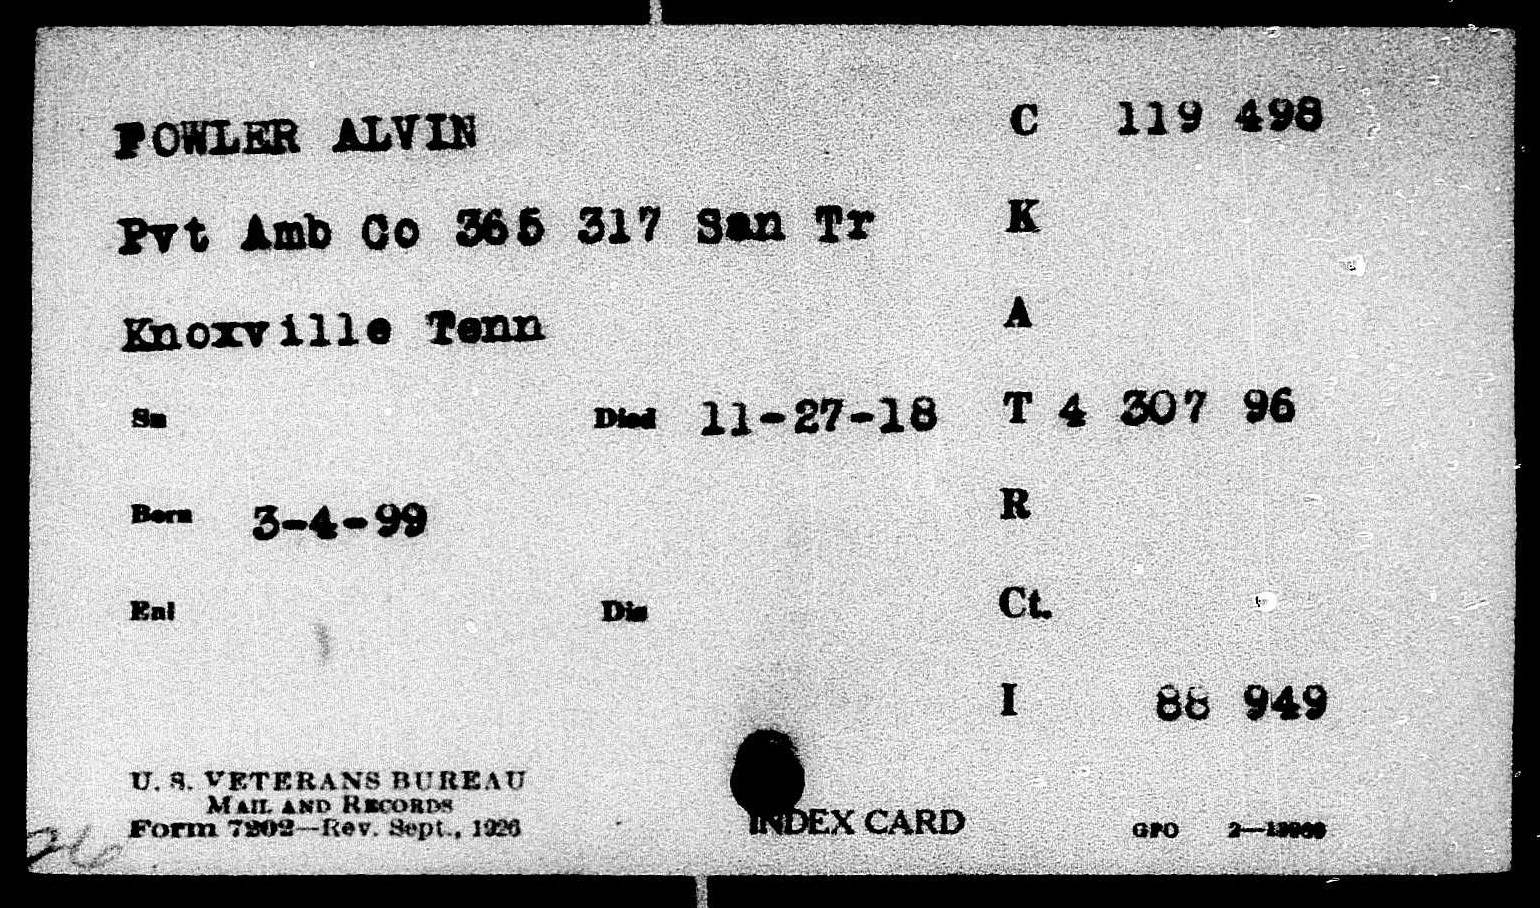 FOWLER ALVIN C 119 498
Pvt Amb Co 365 317 San Tr K
Knoxville Tenn A
Sn Died 11-27-18 T 4 307 96
Born 3-4-99 R
Enl Dis Ct.
I 88 949
U. S. VETERANS BUREAU
MAIL AND RECORDS
Form 7202—Rev. Sept., 1926 INDEX CARD GPO
26